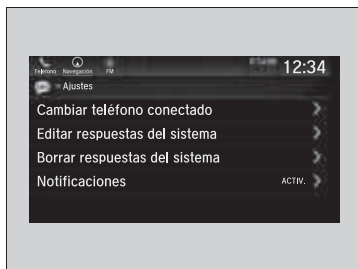 Teléfono Navegación FM 12:34
Ajustes
Cambiar teléfono conectado
Editar respuestas del sistema
Borrar respuestas del sistema
Notificaciones ACTIV.